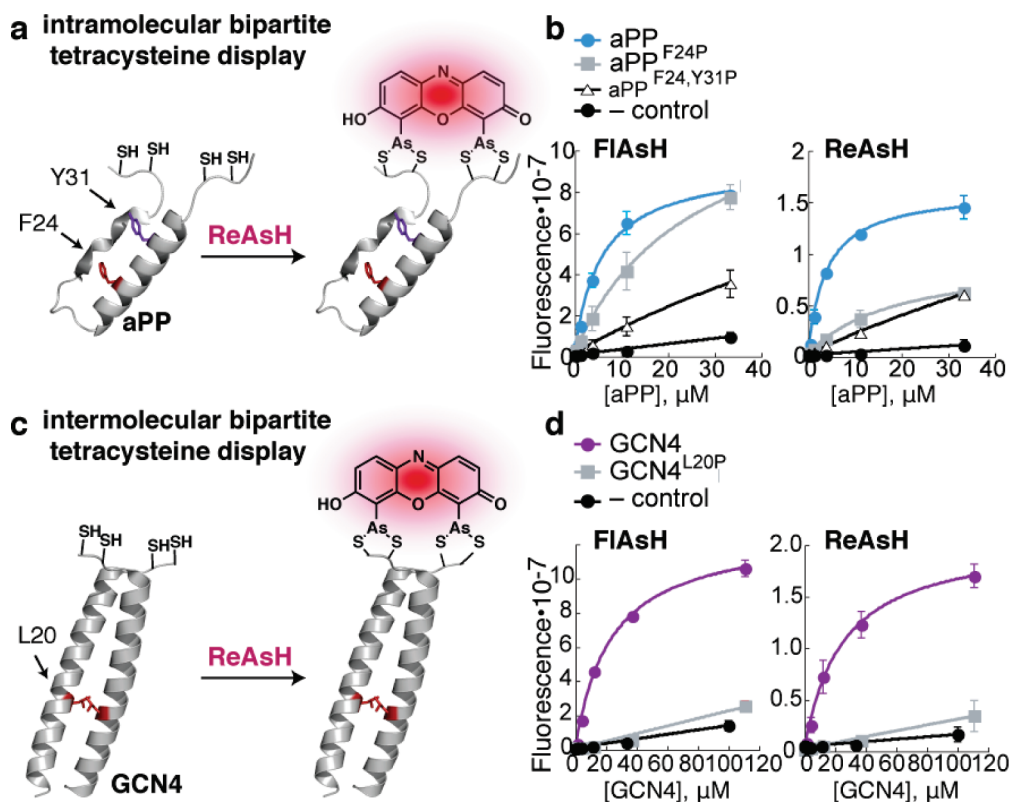 a intramolecular bipartite
tetracysteine display
SH SH SH SH
Y31
F24
ReAsH
aPP
N
HO O O
As As
S S S S
b aPP
aPP F24P
aPP F24,Y31P
– control
FlAsH
Fluorescence•10-7
10
8
6
4
2
0
0 10 20 30 40
[aPP], µM
ReAsH
2
1.5
1
0.5
0
0 10 20 30 40
[aPP], µM
c intermolecular bipartite
tetracysteine display
SH SH SH SH
L20
ReAsH
GCN4
N
HO O O
As As
S S S S
d GCN4
GCN4 L20P
– control
FlAsH
Fluorescence•10-7
10
8
6
4
2
0
0 20 40 60 80 100 120
[GCN4], µM
ReAsH
2.0
1.5
1.0
0.5
0
0 20 40 60 80 100 120
[GCN4], µM